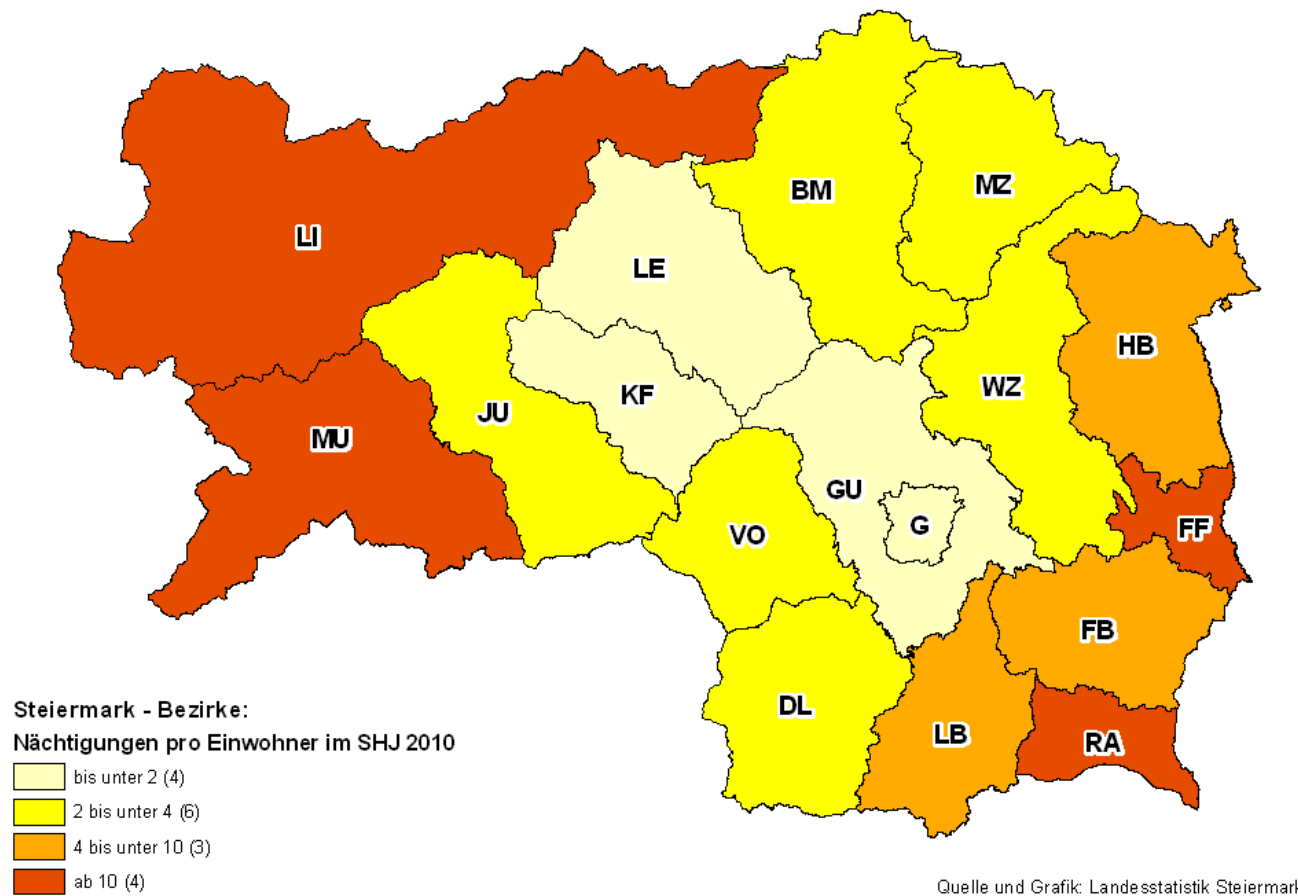 BM
MZ
LI
LE
HB
KF
WZ
JU
MU
GU
G
VO
FF
FB
DL
LB
RA
Steiermark - Bezirke:
Nächtigungen pro Einwohner im SHJ 2010
bis unter 2 (4)
2 bis unter 4 (6)
4 bis unter 10 (3)
ab 10 (4)
Quelle und Grafik: Landesstatistik Steiermark